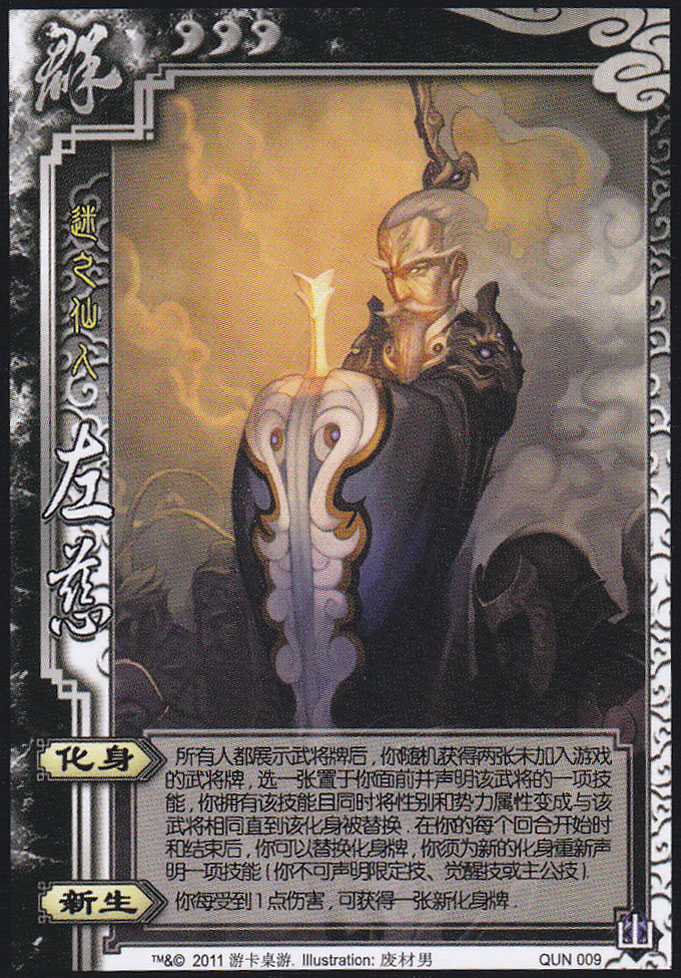 群
迷之仙人
左慈
化身
所有人都展示武将牌后，你随机获得两张未加入游戏
的武将牌，选一张置于你面前并声明该武将的一项技
能，你拥有该技能且同时将性别和势力属性变成与该
武将相同直到该化身被替换．在你的每个回合开始时
和结束后，你可以替换化身牌，你须为新的化身重新声
明一项技能(你不可声明限定技、觉醒技或主公技)．
新生
你每受到1点伤害，可获得一张新化身牌．
山
™&© 2011 游卡桌游. Illustration: 废材男
QUN 009